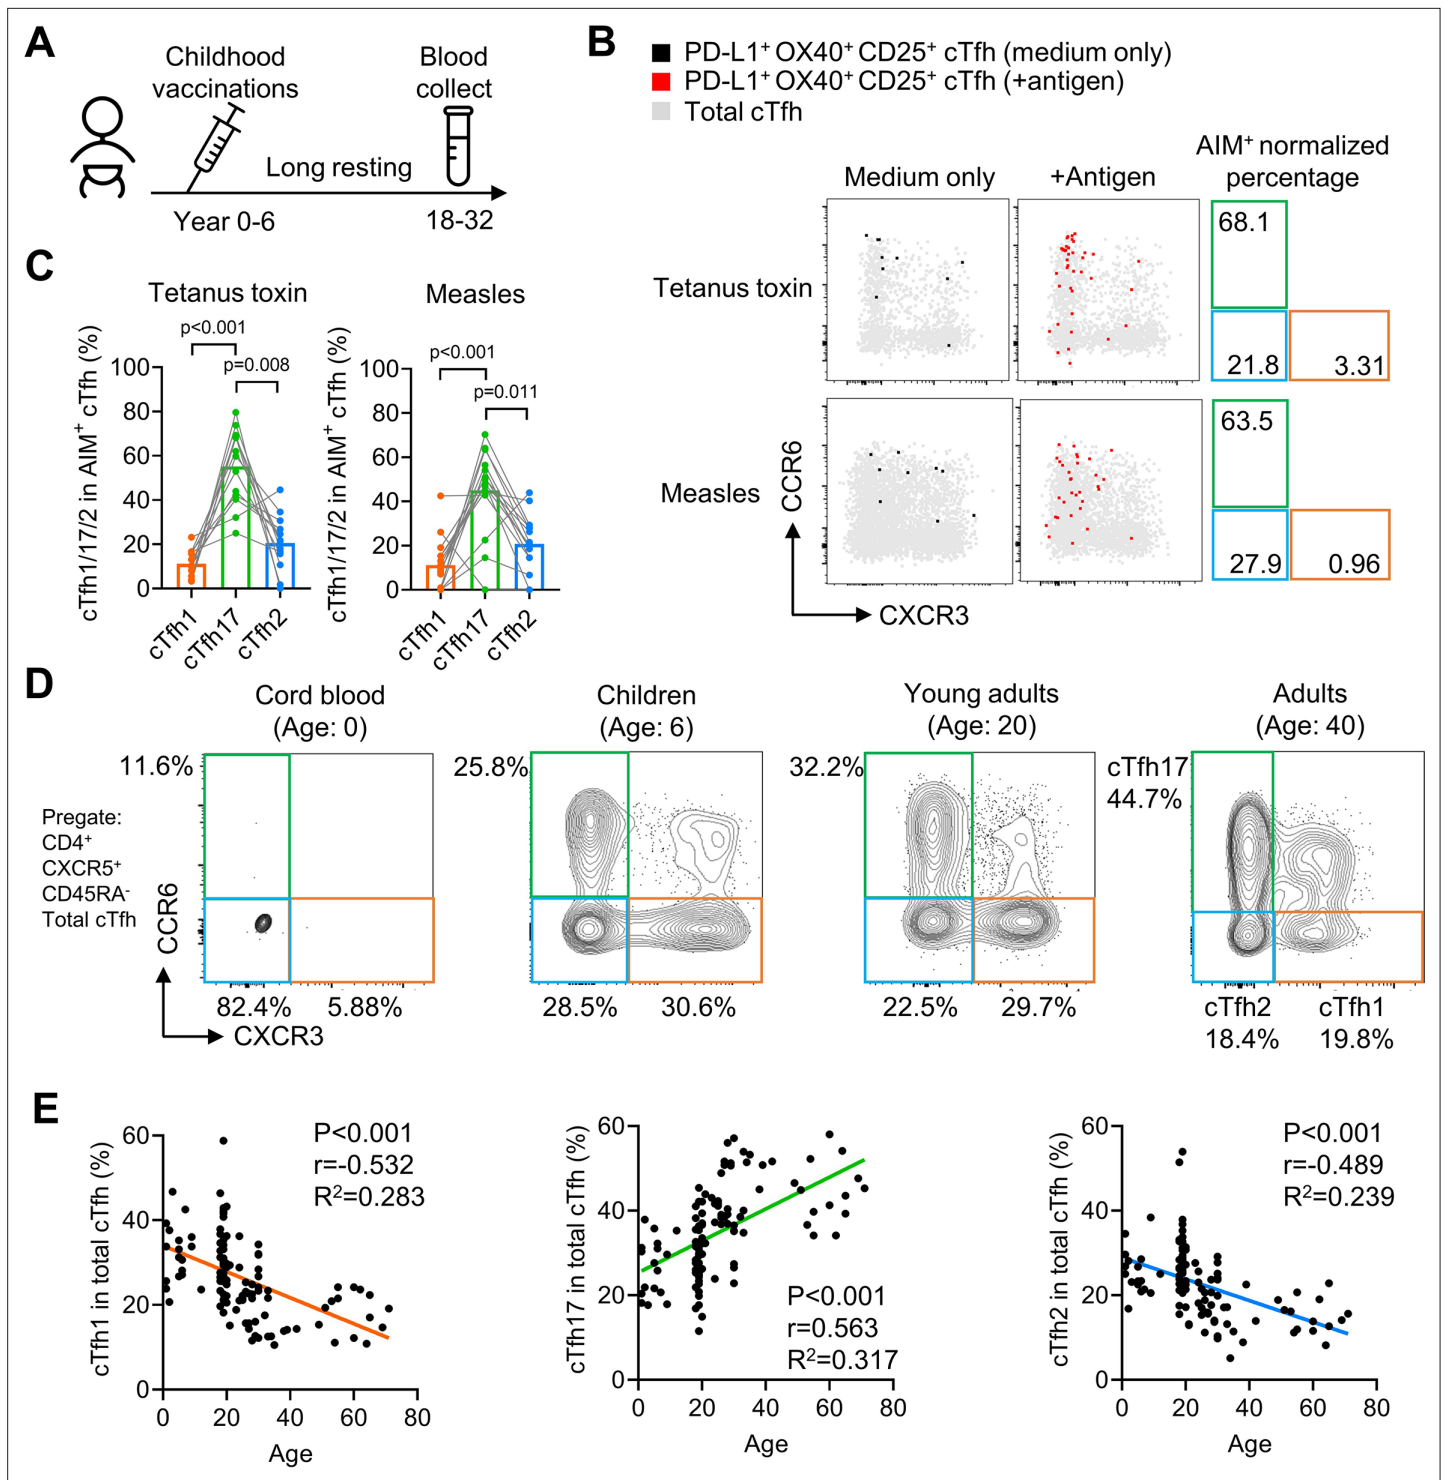 A
Childhood
vaccinations
Blood
collect
Long resting
Year 0-6
18-32
B
PD-L1⁺ OX40⁺ CD25⁺ cTfh (medium only)
PD-L1⁺ OX40⁺ CD25⁺ cTfh (+antigen)
Total cTfh
Medium only
+Antigen
AIM⁺ normalized
percentage
Tetanus toxin
68.1
21.8
3.31
Measles
63.5
27.9
0.96
CCR6
CXCR3
C
Tetanus toxin
cTfh1/17/2 in AIM⁺ cTfh (%)
p<0.001
p=0.008
100
80
60
40
20
0
cTfh1
cTfh17
cTfh2
Measles
cTfh1/17/2 in AIM⁺ cTfh (%)
p<0.001
p=0.011
100
80
60
40
20
0
cTfh1
cTfh17
cTfh2
D
Cord blood
(Age: 0)
Children
(Age: 6)
Young adults
(Age: 20)
Adults
(Age: 40)
Pregate:
CD4⁺
CXCR5⁺
CD45RA⁻
Total cTfh
CCR6
CXCR3
11.6%
82.4%
5.88%
25.8%
28.5%
30.6%
32.2%
22.5%
29.7%
cTfh17
44.7%
cTfh2
18.4%
cTfh1
19.8%
E
cTfh1 in total cTfh (%)
60
40
20
0
P<0.001
r=-0.532
R²=0.283
0 20 40 60 80
Age
cTfh17 in total cTfh (%)
60
40
20
0
P<0.001
r=0.563
R²=0.317
0 20 40 60 80
Age
cTfh2 in total cTfh (%)
60
40
20
0
P<0.001
r=-0.489
R²=0.239
0 20 40 60 80
Age